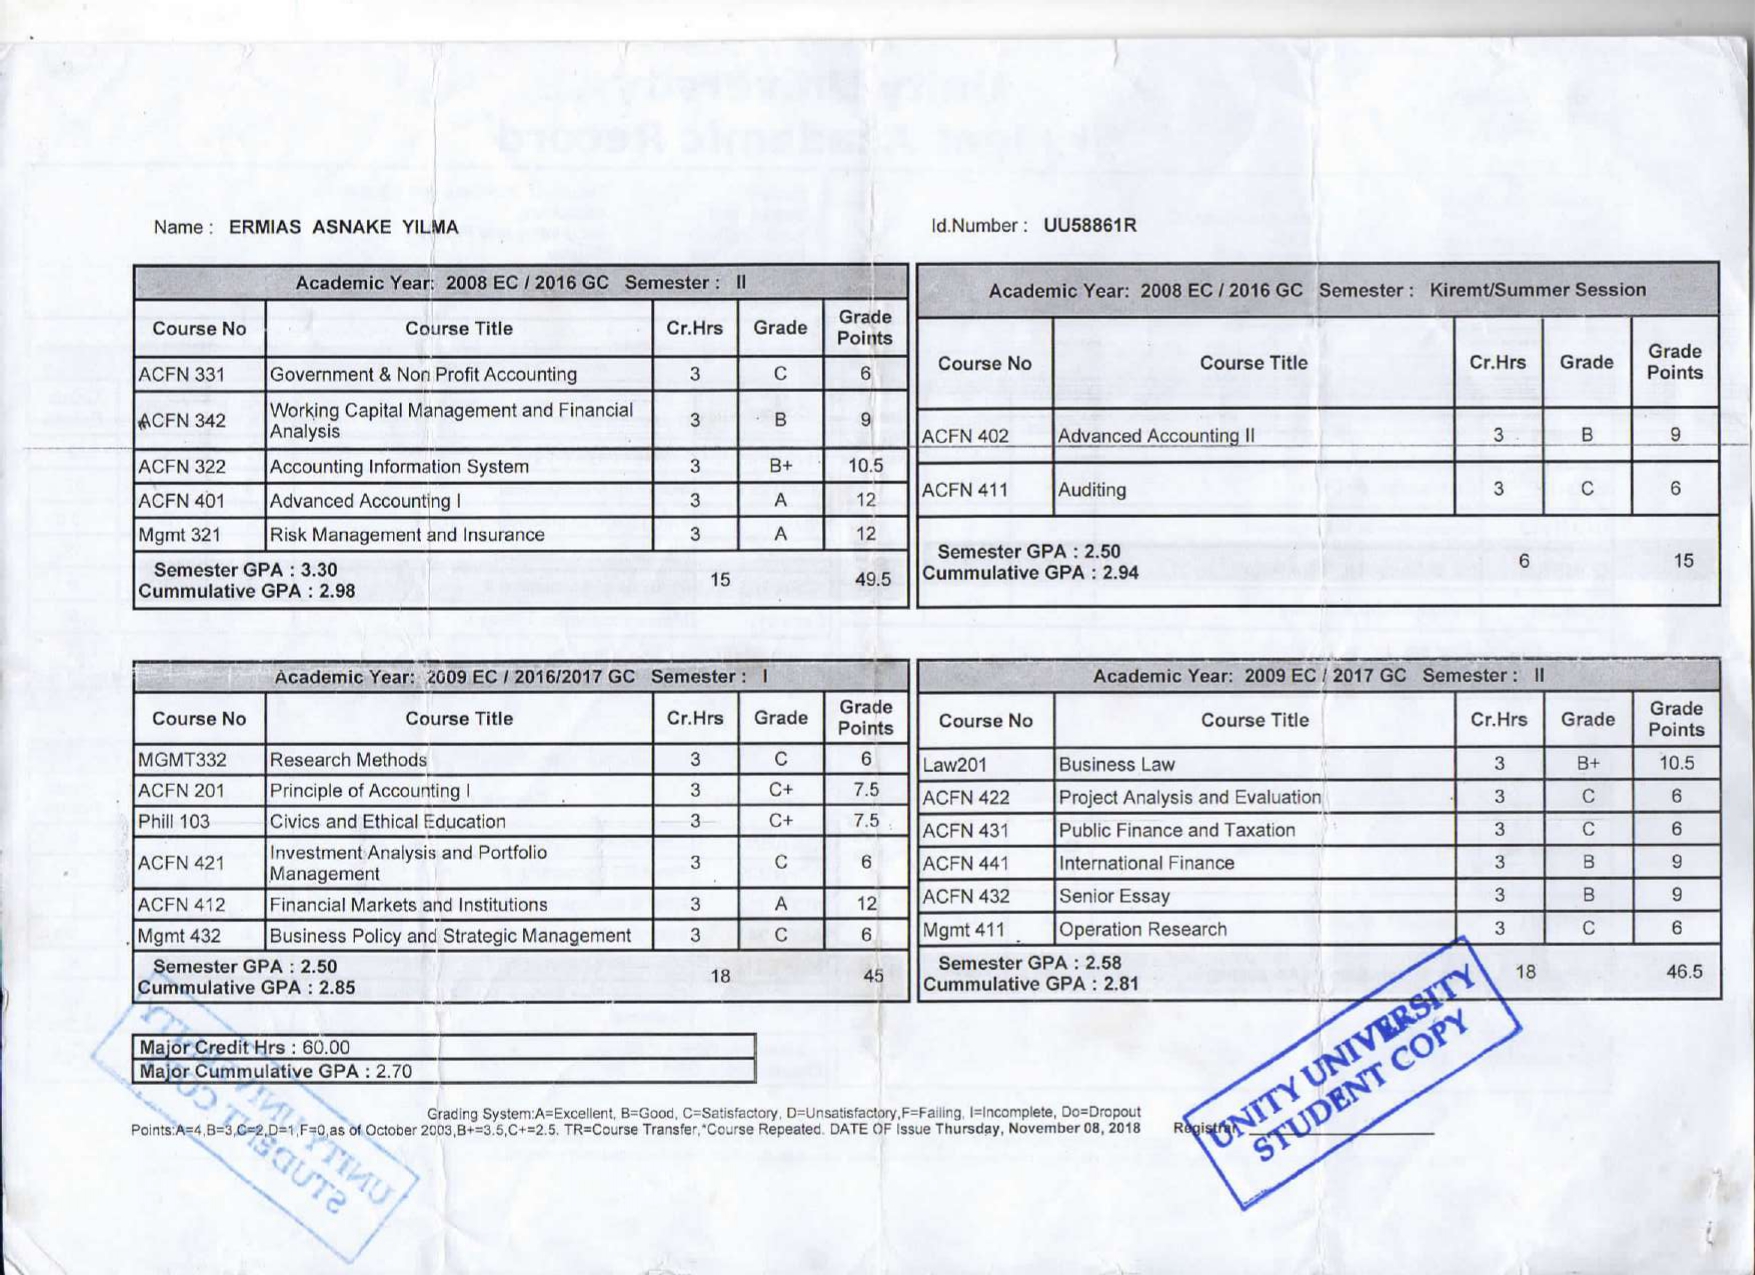 Name : ERMIAS ASNAKE YILMA
Id.Number : UU58861R
Academic Year: 2008 EC / 2016 GC Semester : II
Course No Course Title Cr.Hrs Grade Grade Points
ACFN 331 Government & Non Profit Accounting 3 C 6
ACFN 342 Working Capital Management and Financial Analysis 3 B 9
ACFN 322 Accounting Information System 3 B+ 10.5
ACFN 401 Advanced Accounting I 3 A 12
Mgmt 321 Risk Management and Insurance 3 A 12
Semester GPA : 3.30
Cummulative GPA : 2.98
15 49.5
Academic Year: 2008 EC / 2016 GC Semester : Kiremt/Summer Session
Course No Course Title Cr.Hrs Grade Grade Points
ACFN 402 Advanced Accounting II 3 B 9
ACFN 411 Auditing 3 C 6
Semester GPA : 2.50
Cummulative GPA : 2.94
6 15
Academic Year: 2009 EC / 2016/2017 GC Semester : I
Course No Course Title Cr.Hrs Grade Grade Points
MGMT332 Research Methods 3 C 6
ACFN 201 Principle of Accounting I 3 C+ 7.5
Phill 103 Civics and Ethical Education 3 C+ 7.5
ACFN 421 Investment Analysis and Portfolio Management 3 C 6
ACFN 412 Financial Markets and Institutions 3 A 12
Mgmt 432 Business Policy and Strategic Management 3 C 6
Semester GPA : 2.50
Cummulative GPA : 2.85
18 45
Academic Year: 2009 EC / 2017 GC Semester : II
Course No Course Title Cr.Hrs Grade Grade Points
Law201 Business Law 3 B+ 10.5
ACFN 422 Project Analysis and Evaluation 3 C 6
ACFN 431 Public Finance and Taxation 3 C 6
ACFN 441 International Finance 3 B 9
ACFN 432 Senior Essay 3 B 9
Mgmt 411 Operation Research 3 C 6
Semester GPA : 2.58
Cummulative GPA : 2.81
18 46.5
Major Credit Hrs : 60.00
Major Cummulative GPA : 2.70
Grading System:A=Excellent, B=Good, C=Satisfactory, D=Unsatisfactory,F=Failing, I=Incomplete, Do=Dropout
Points:A=4,B=3,C=2,D=1,F=0,as of October 2003,B+=3.5,C+=2.5. TR=Course Transfer,*Course Repeated. DATE OF Issue Thursday, November 08, 2018
UNITY UNIVERSITY
STUDENT COPY